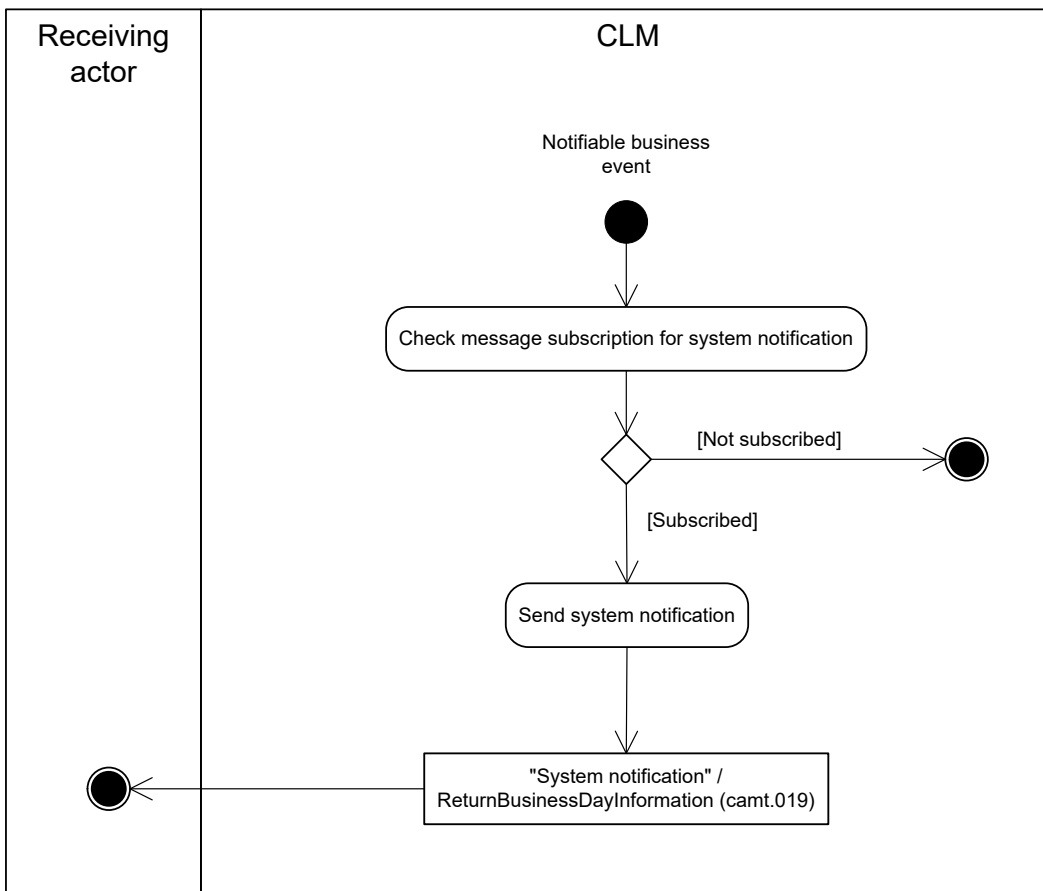 Receiving
actor
CLM
Notifiable business
event
Check message subscription for system notification
[Not subscribed]
[Subscribed]
Send system notification
"System notification" /
ReturnBusinessDayInformation (camt.019)